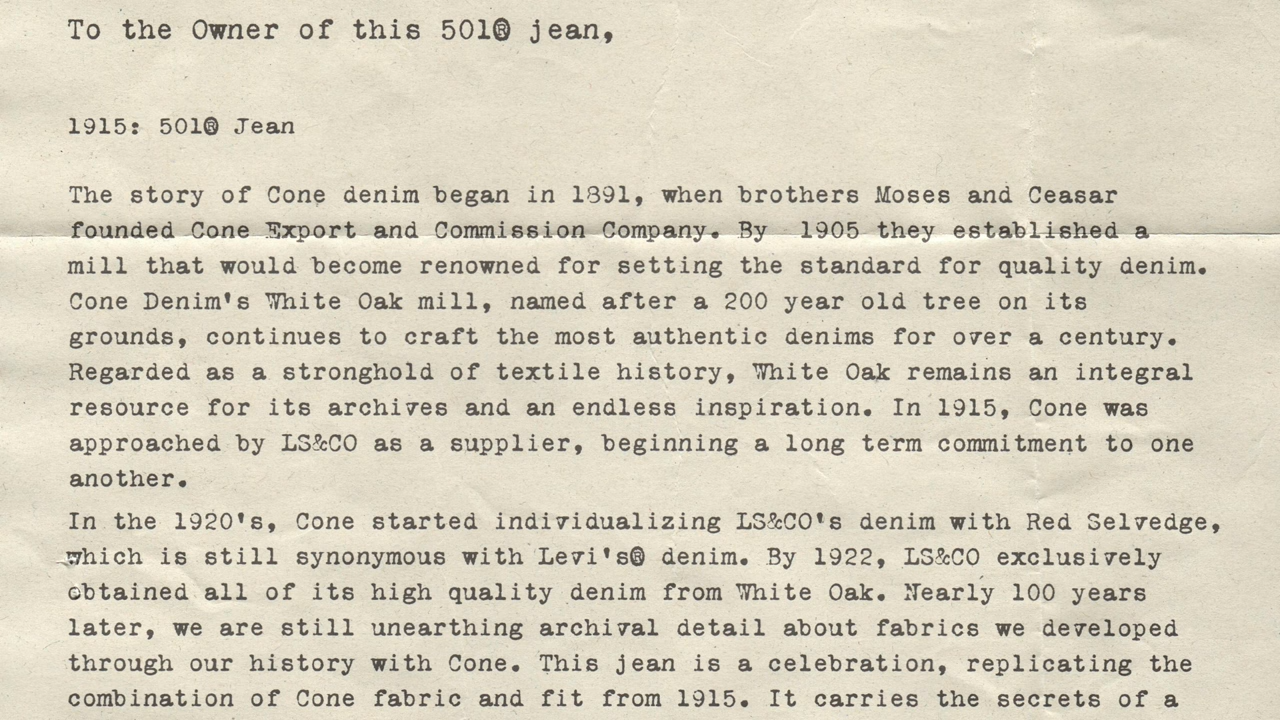 To the Owner of this 501® jean,
1915: 501® Jean
The story of Cone denim began in 1891, when brothers Moses and Ceasar
founded Cone Export and Commission Company. By 1905 they established a
mill that would become renowned for setting the standard for quality denim.
Cone Denim's White Oak mill, named after a 200 year old tree on its
grounds, continues to craft the most authentic denims for over a century.
Regarded as a stronghold of textile history, White Oak remains an integral
resource for its archives and an endless inspiration. In 1915, Cone was
approached by LS&CO as a supplier, beginning a long term commitment to one
another.
In the 1920's, Cone started individualizing LS&CO's denim with Red Selvedge,
which is still synonymous with Levi's® denim. By 1922, LS&CO exclusively
obtained all of its high quality denim from White Oak. Nearly 100 years
later, we are still unearthing archival detail about fabrics we developed
through our history with Cone. This jean is a celebration, replicating the
combination of Cone fabric and fit from 1915. It carries the secrets of a